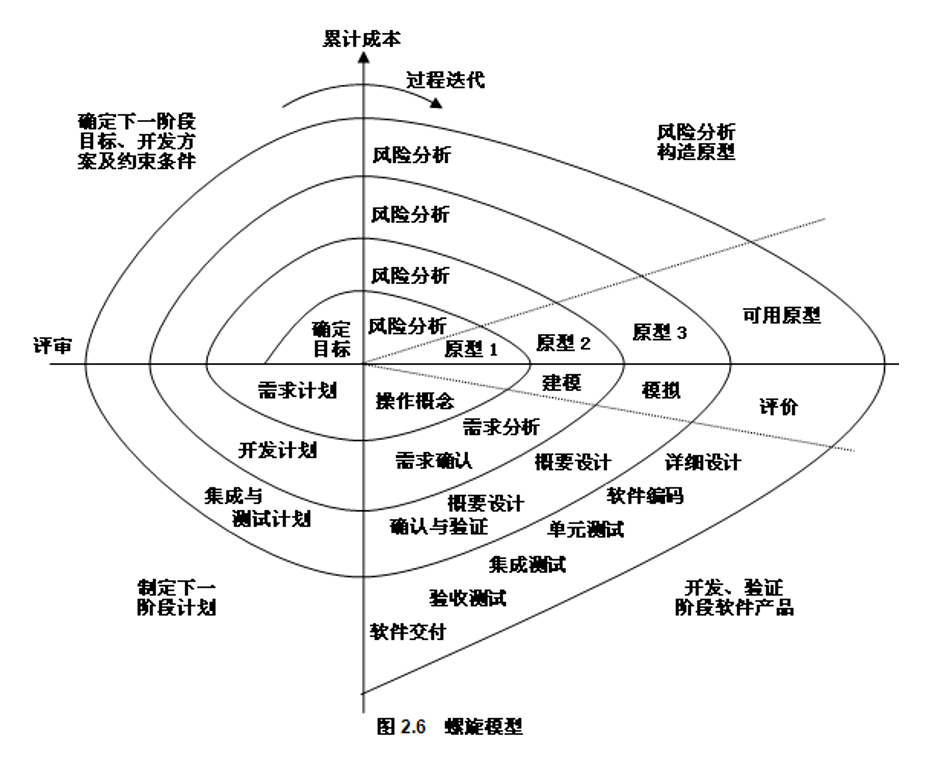 累计成本
过程迭代
确定下一阶段
目标、开发方
案及约束条件
风险分析
构造原型
风险分析
风险分析
风险分析
确定
目标
风险分析
原型 1
原型 2
原型 3
可用原型
评审
需求计划
操作概念
建模
模拟
评价
开发计划
需求分析
需求确认
概要设计
详细设计
集成与
测试计划
概要设计
确认与验证
软件编码
单元测试
集成测试
验收测试
软件交付
制定下一
阶段计划
开发、验证
阶段软件产品
图 2.6 螺旋模型